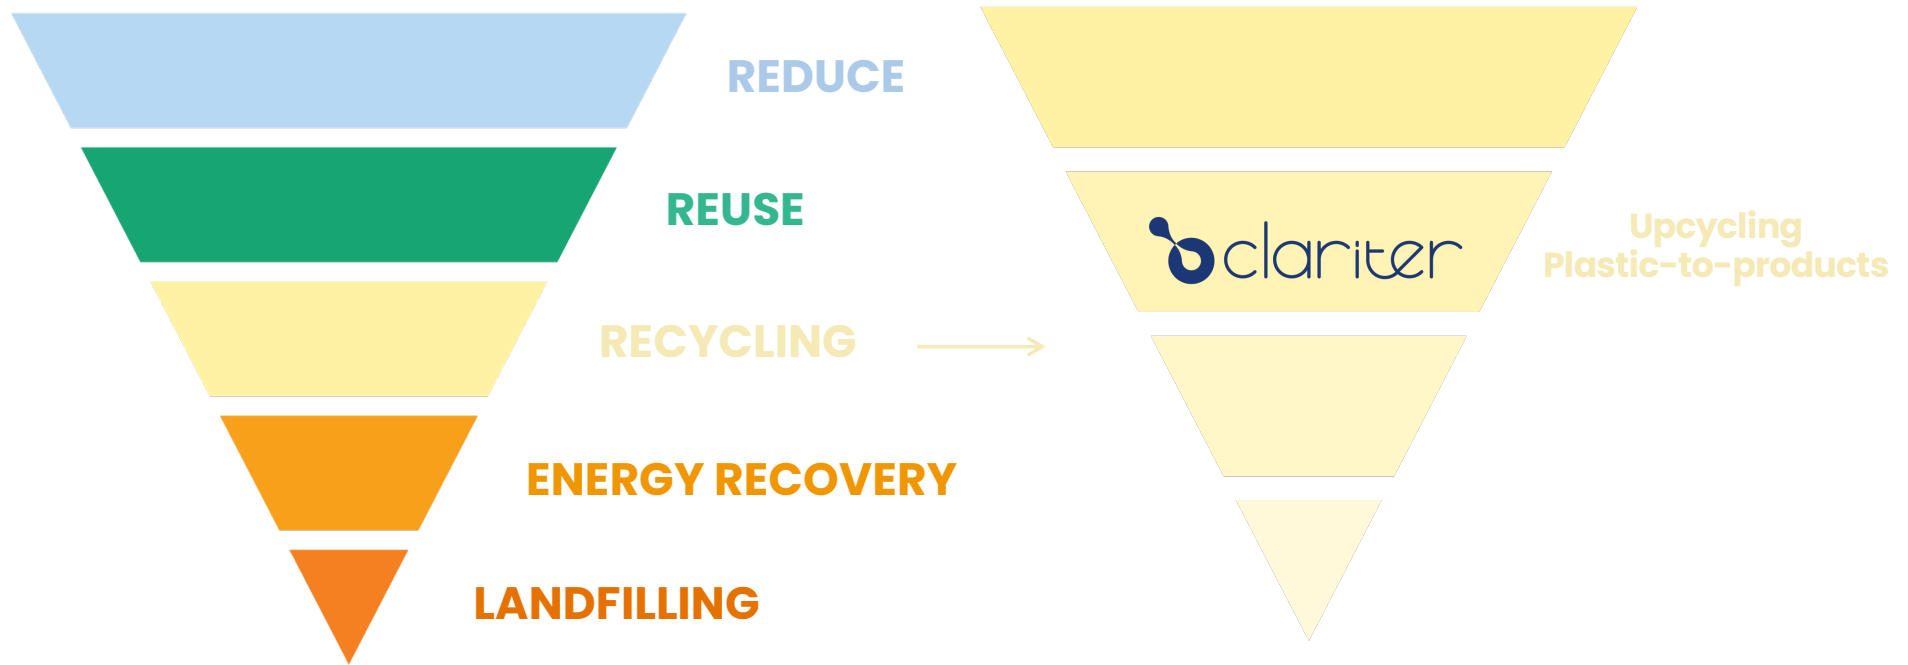 REDUCE
REUSE
RECYCLING
ENERGY RECOVERY
LANDFILLING
clariter
Upcycling
Plastic-to-products